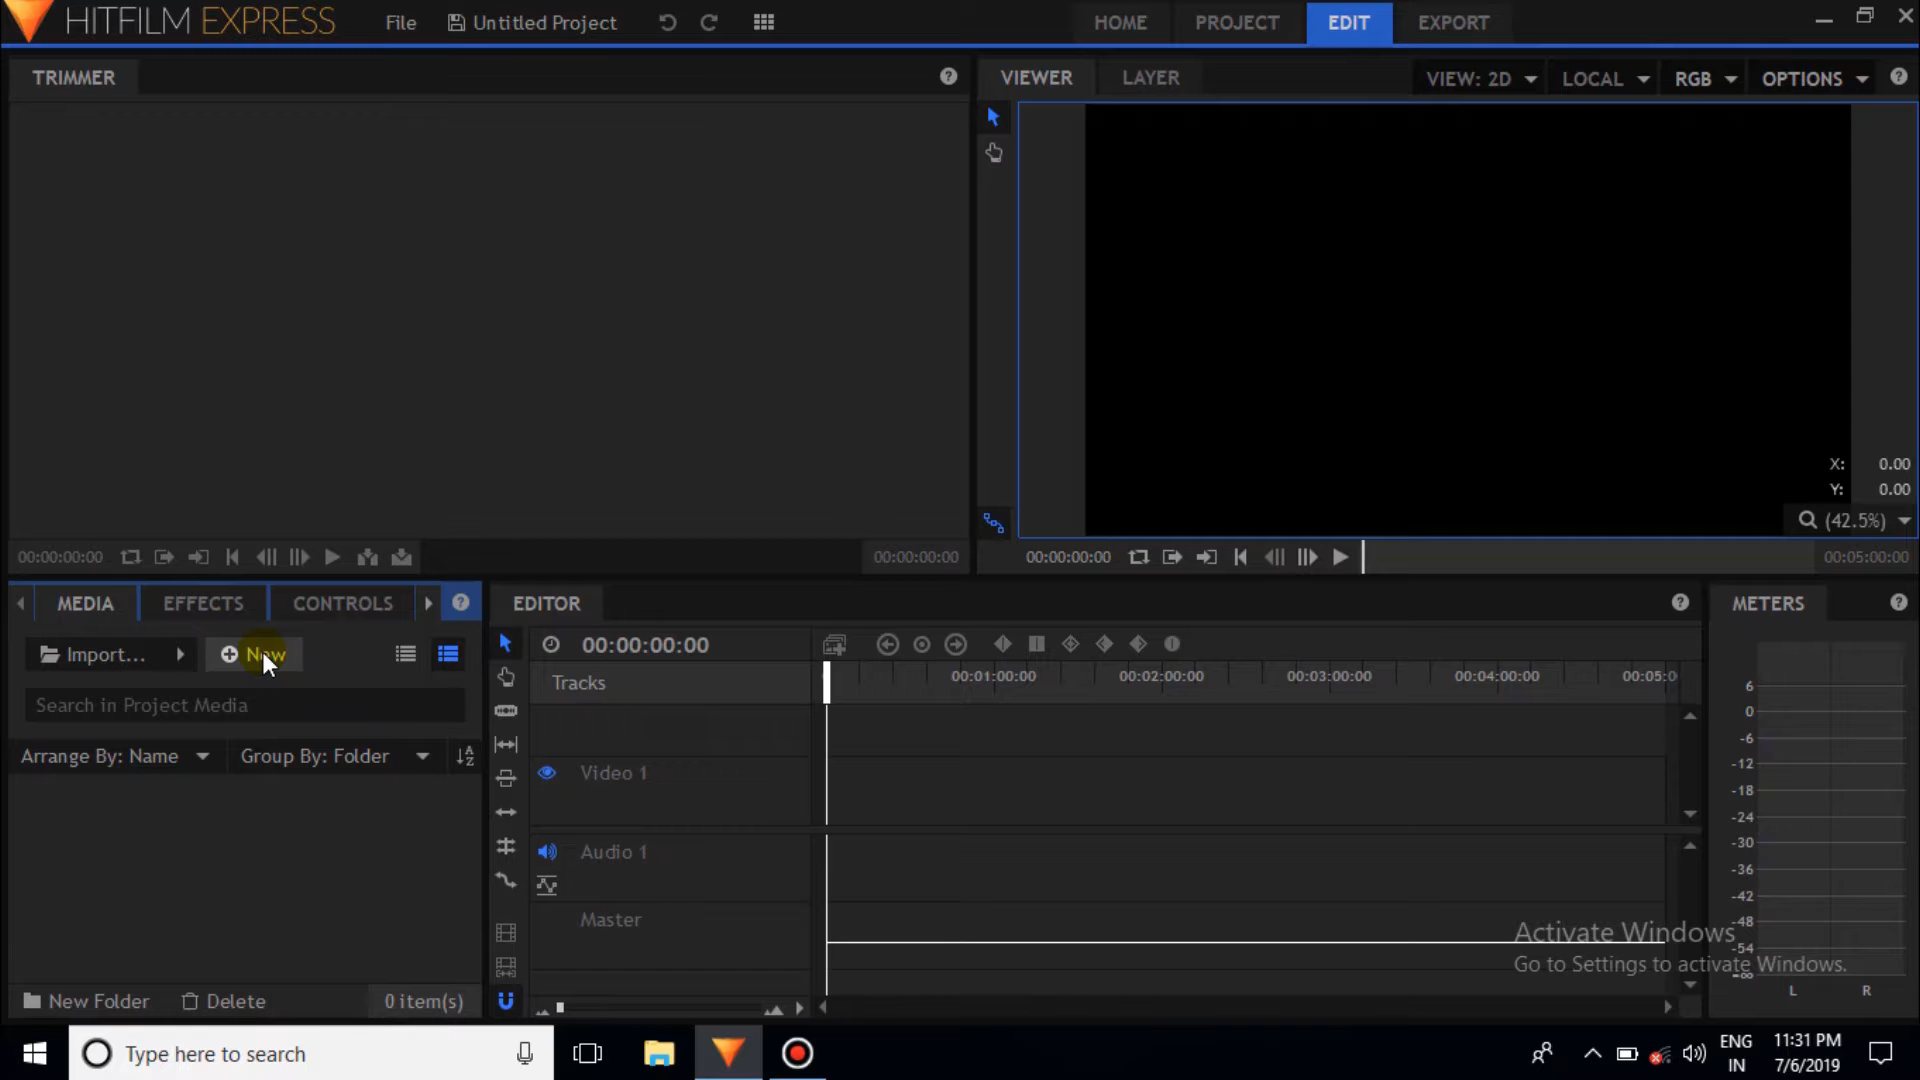 HITFILM EXPRESS
File
Untitled Project
HOME
PROJECT
EDIT
EXPORT
TRIMMER
VIEWER
LAYER
VIEW: 2D
LOCAL
RGB
OPTIONS
X: 0.00
Y: 0.00
(42.5%)
00:00:00:00
00:00:00:00
00:00:00:00
00:05:00:00
MEDIA
EFFECTS
CONTROLS
EDITOR
METERS
Import...
New
00:00:00:00
Tracks
00:01:00:00
00:02:00:00
00:03:00:00
00:04:00:00
00:05:0
Search in Project Media
Arrange By: Name
Group By: Folder
Video 1
Audio 1
Master
6
0
-6
-12
-18
-24
-30
-36
-42
-48
-54
-∞
L
R
Activate Windows
Go to Settings to activate Windows.
New Folder
Delete
0 item(s)
Type here to search
ENG
IN
11:31 PM
7/6/2019